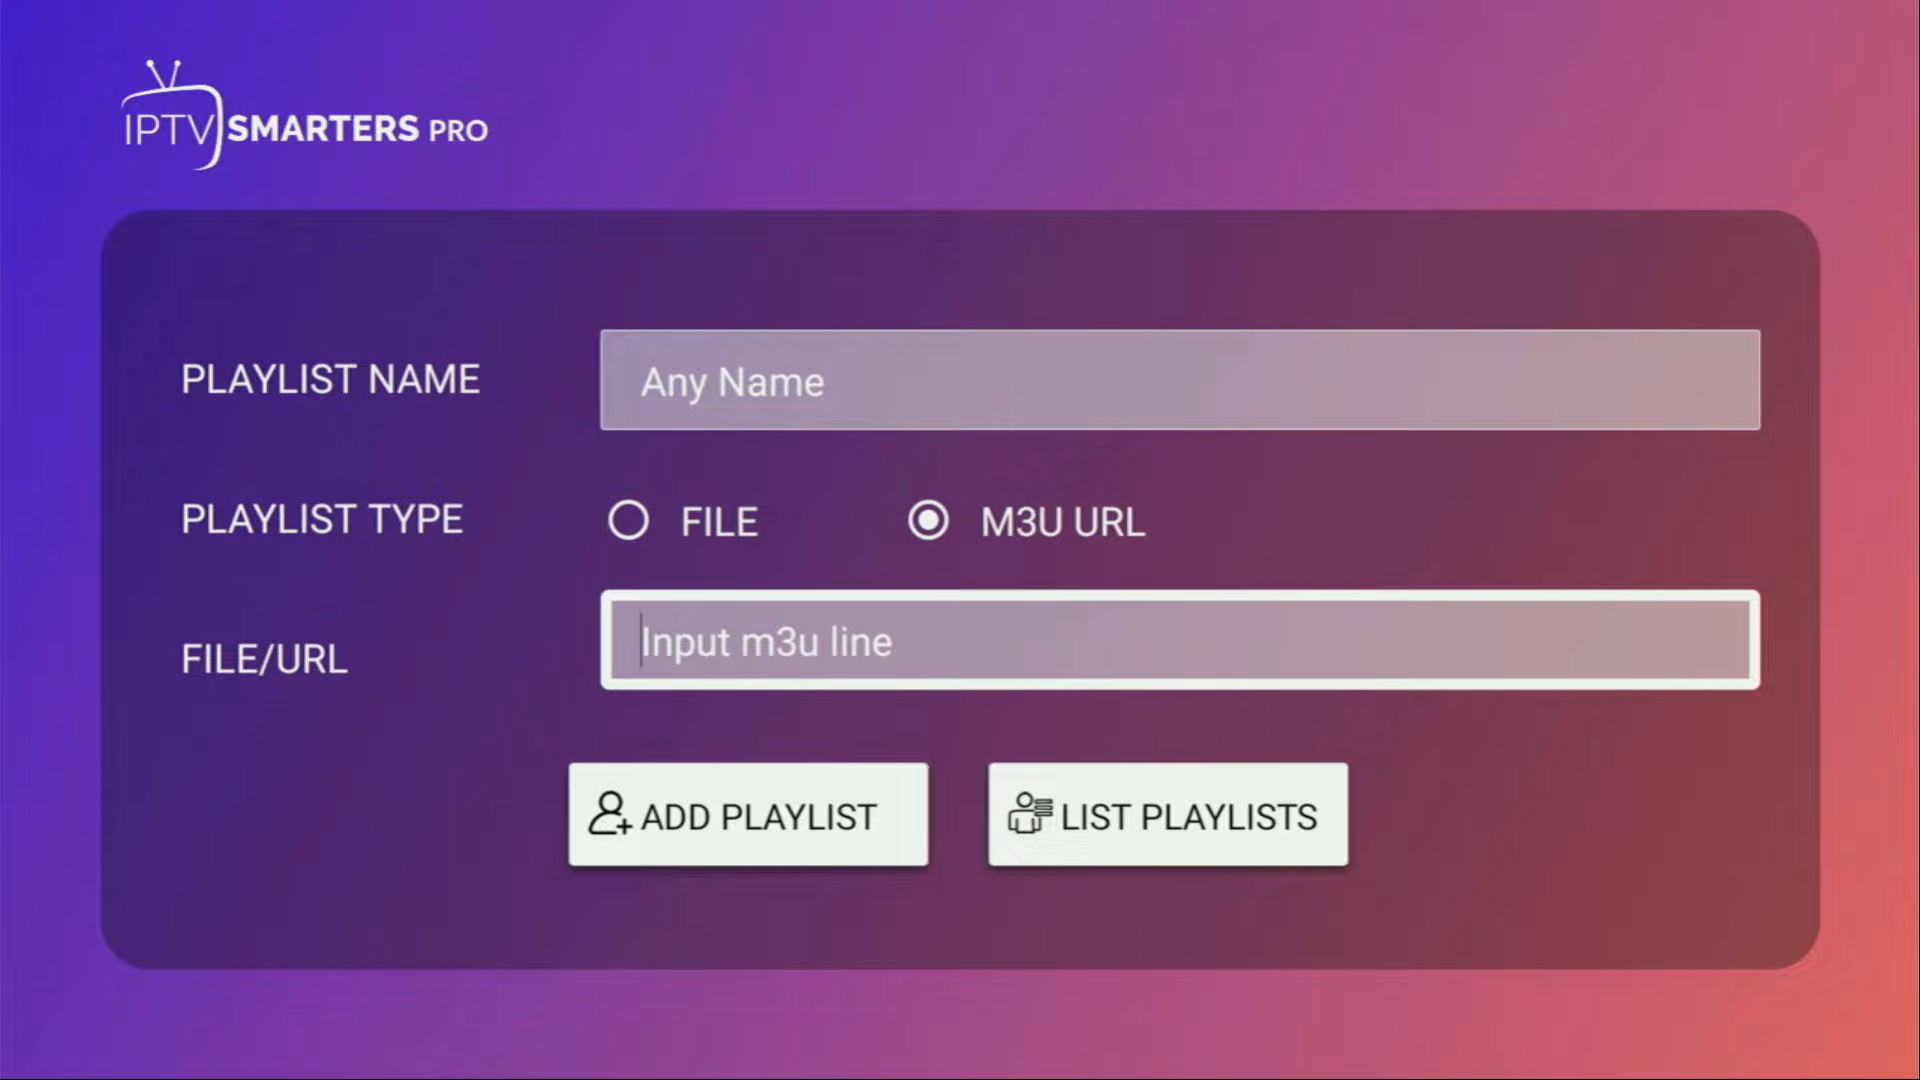 IPTV SMARTERS PRO
PLAYLIST NAME
Any Name
PLAYLIST TYPE
FILE
M3U URL
FILE/URL
Input m3u line
ADD PLAYLIST
LIST PLAYLISTS